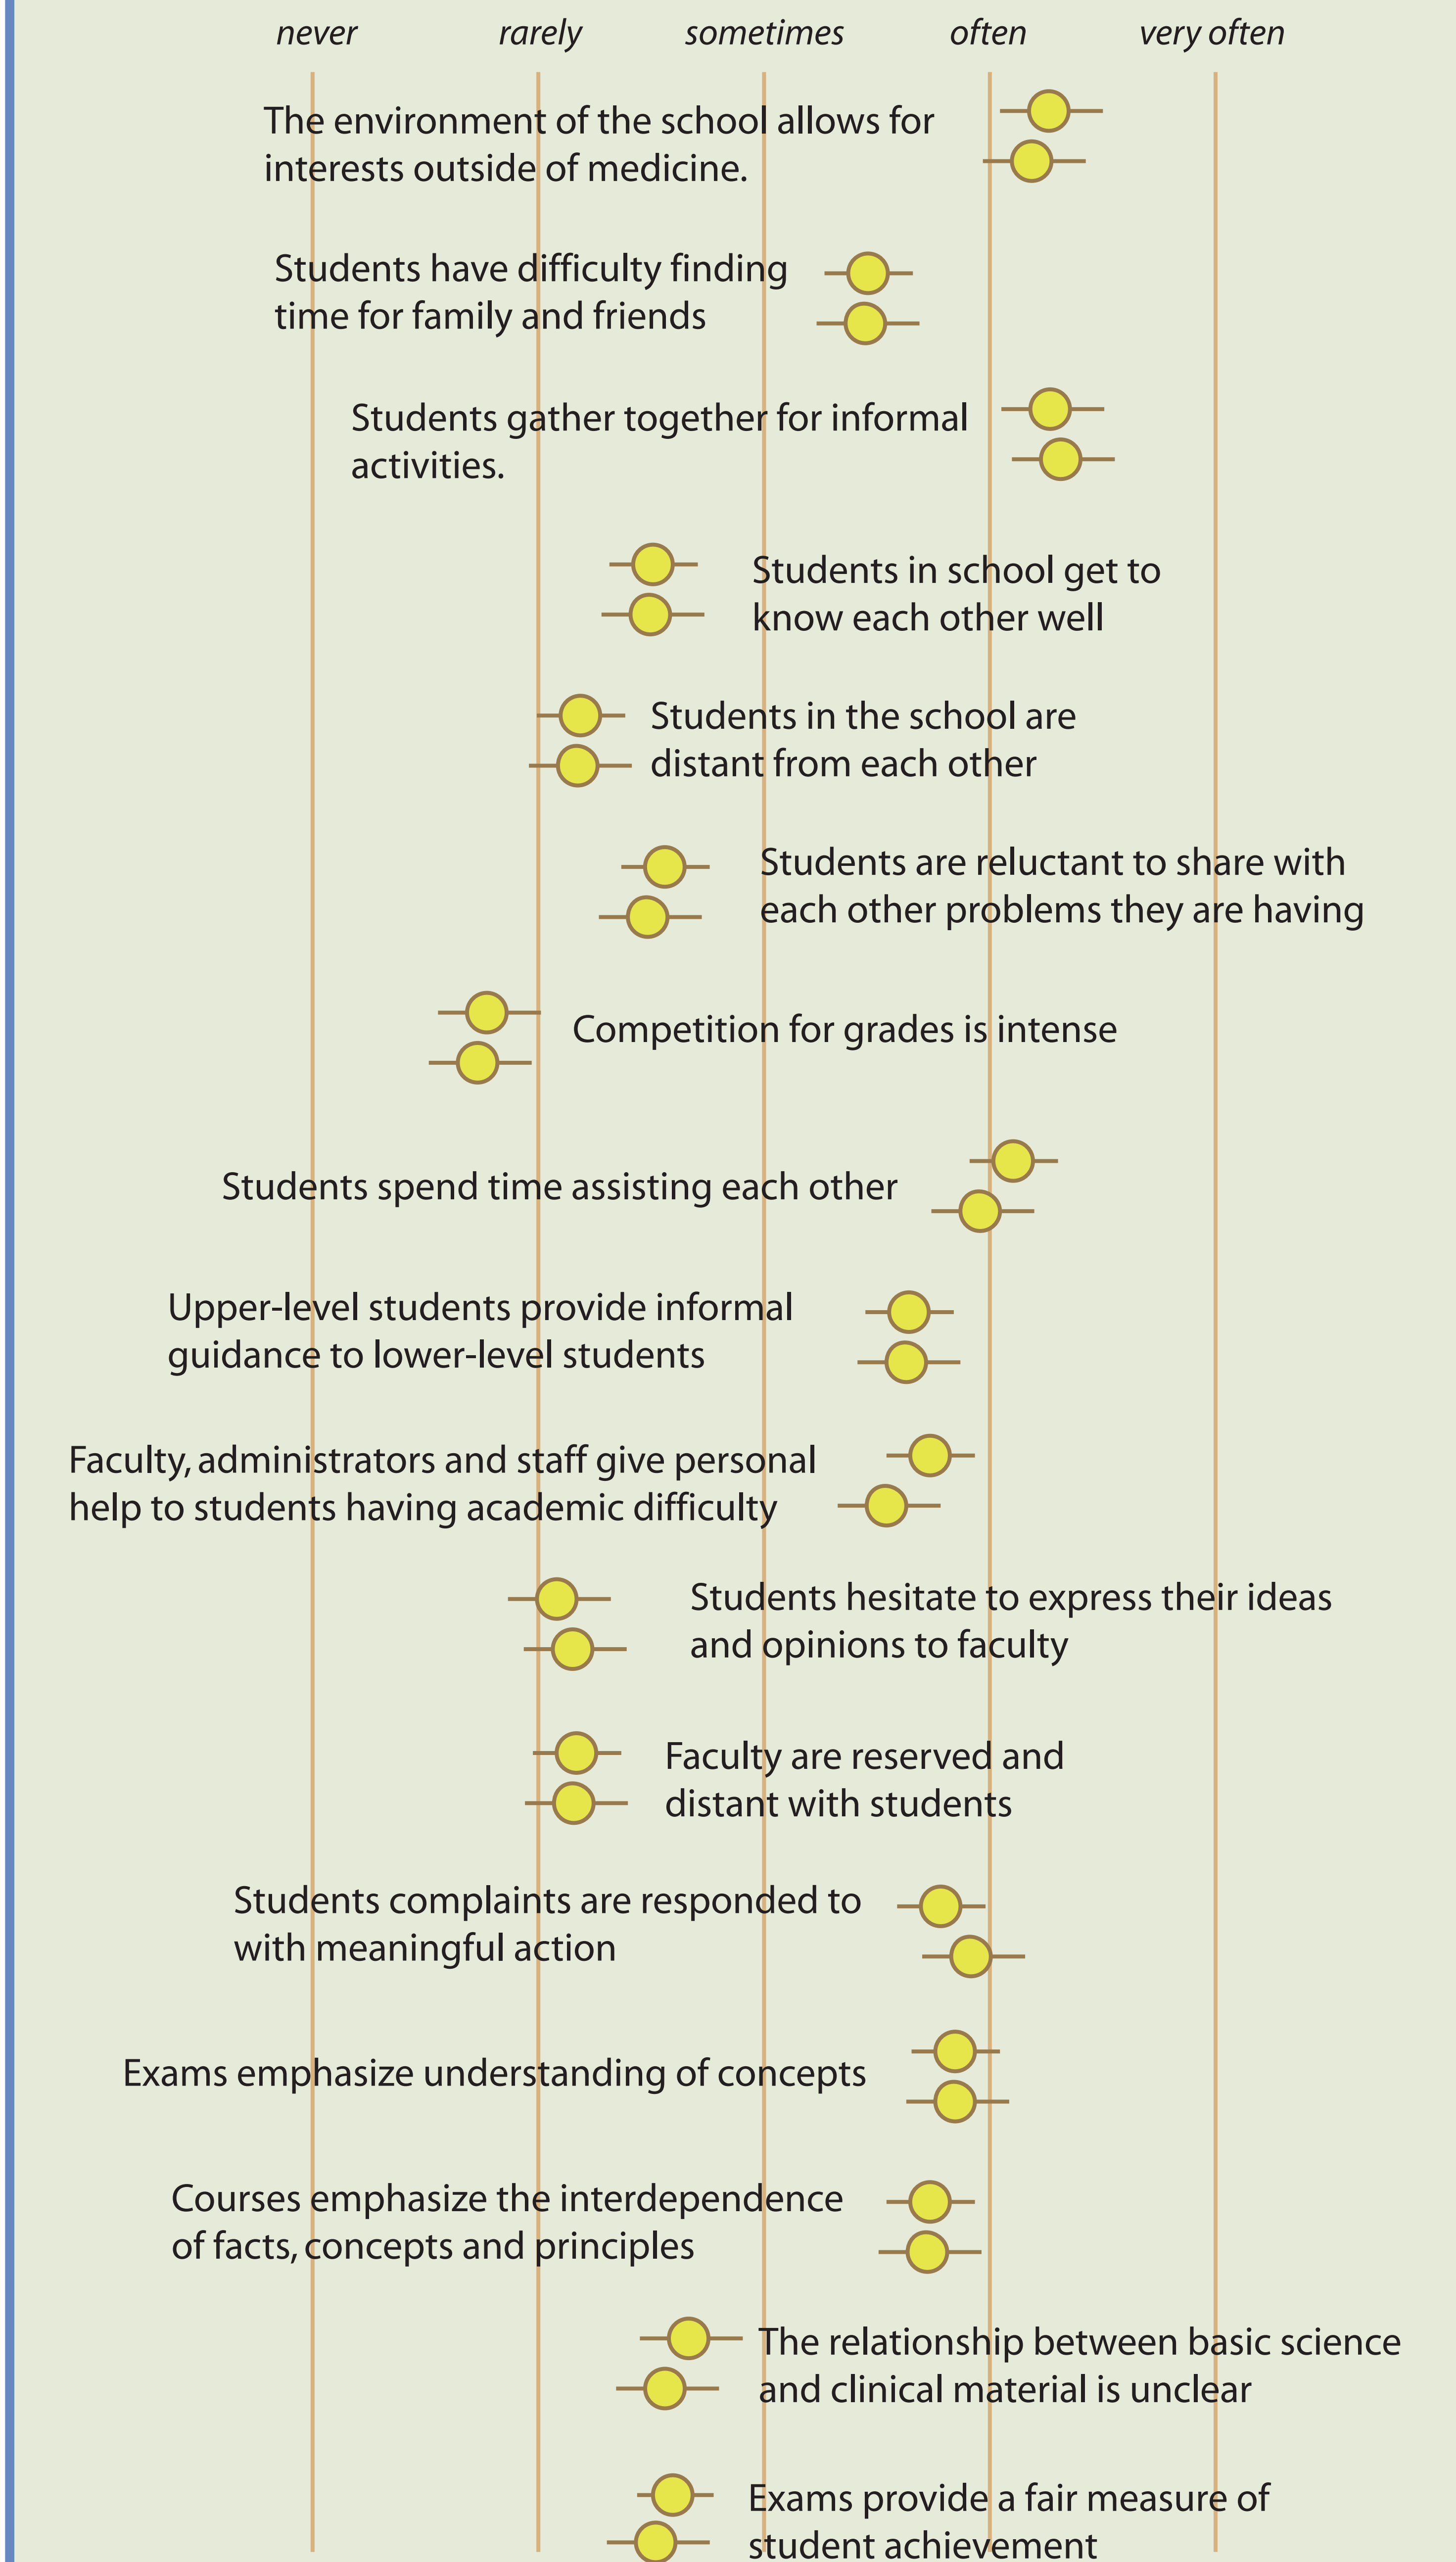 never rarely sometimes often very often
The environment of the school allows for
interests outside of medicine.
Students have difficulty finding
time for family and friends
Students gather together for informal
activities.
Students in school get to
know each other well
Students in the school are
distant from each other
Students are reluctant to share with
each other problems they are having
Competition for grades is intense
Students spend time assisting each other
Upper-level students provide informal
guidance to lower-level students
Faculty, administrators and staff give personal
help to students having academic difficulty
Students hesitate to express their ideas
and opinions to faculty
Faculty are reserved and
distant with students
Students complaints are responded to
with meaningful action
Exams emphasize understanding of concepts
Courses emphasize the interdependence
of facts, concepts and principles
The relationship between basic science
and clinical material is unclear
Exams provide a fair measure of
student achievement